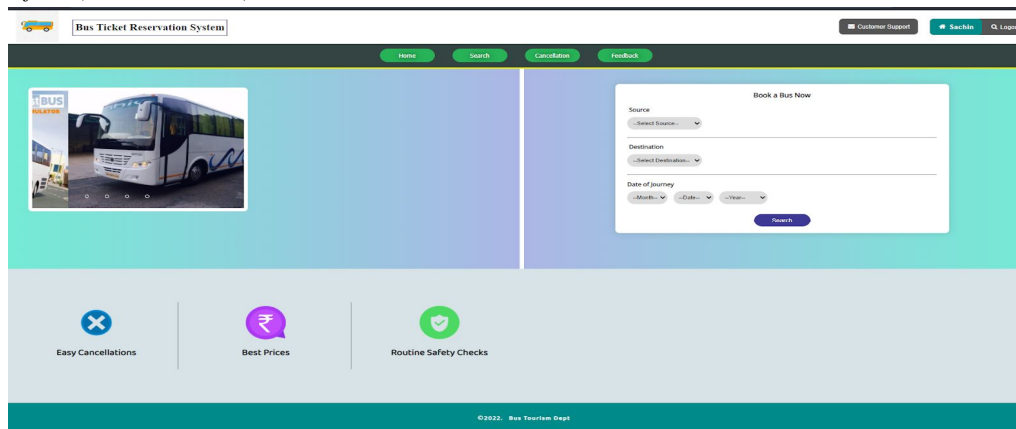 Bus Ticket Reservation System
Customer Support
Sachin
Home
Search
Cancellation
Feedback
BUS
Book a Bus Now
Source
--Select Source--
Destination
--Select Destination--
Date of Journey
--Month-- --Date-- --Year--
Search
Easy Cancellations
Best Prices
Routine Safety Checks
©2022. Bus Tourism Dept